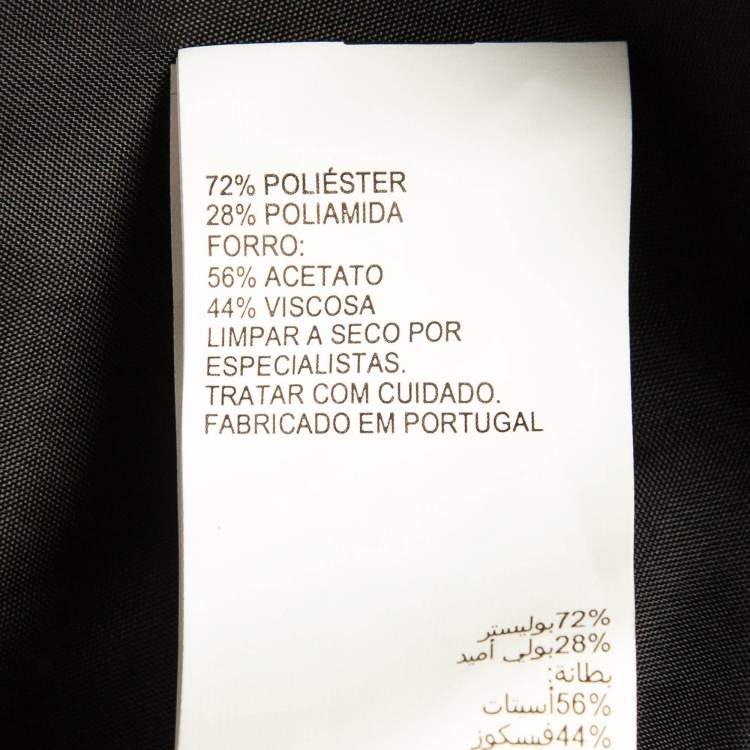 72% POLIÉSTER
28% POLIAMIDA
FORRO:
56% ACETATO
44% VISCOSA
LIMPAR A SECO POR
ESPECIALISTAS.
TRATAR COM CUIDADO.
FABRICADO EM PORTUGAL
72%بوليستر
28%بولي أميد
بطانة:
56%أسيتات
44%فيسكوز